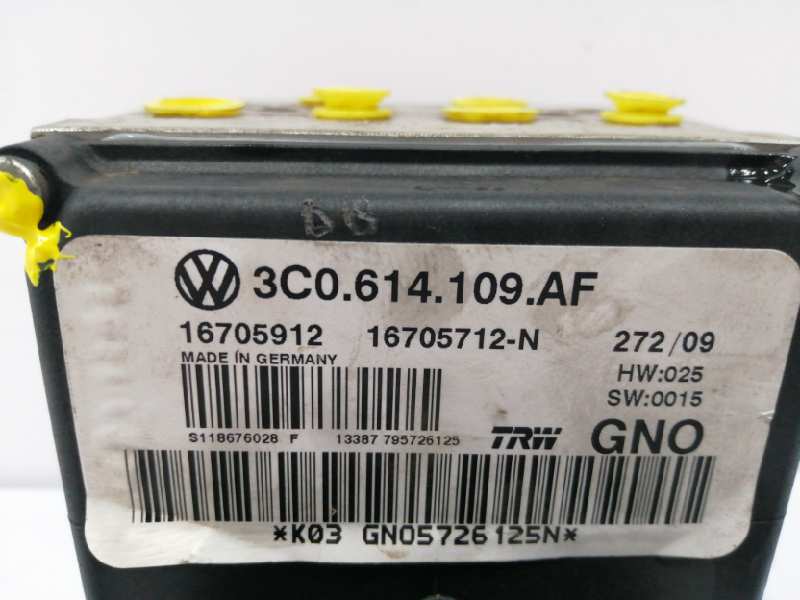 3C0.614.109.AF
16705912 16705712-N 272/09
MADE IN GERMANY
HW:025
SW:0015
S118676028 F 13387 795726125
TRW GNO
*K03 GNO5726125N*